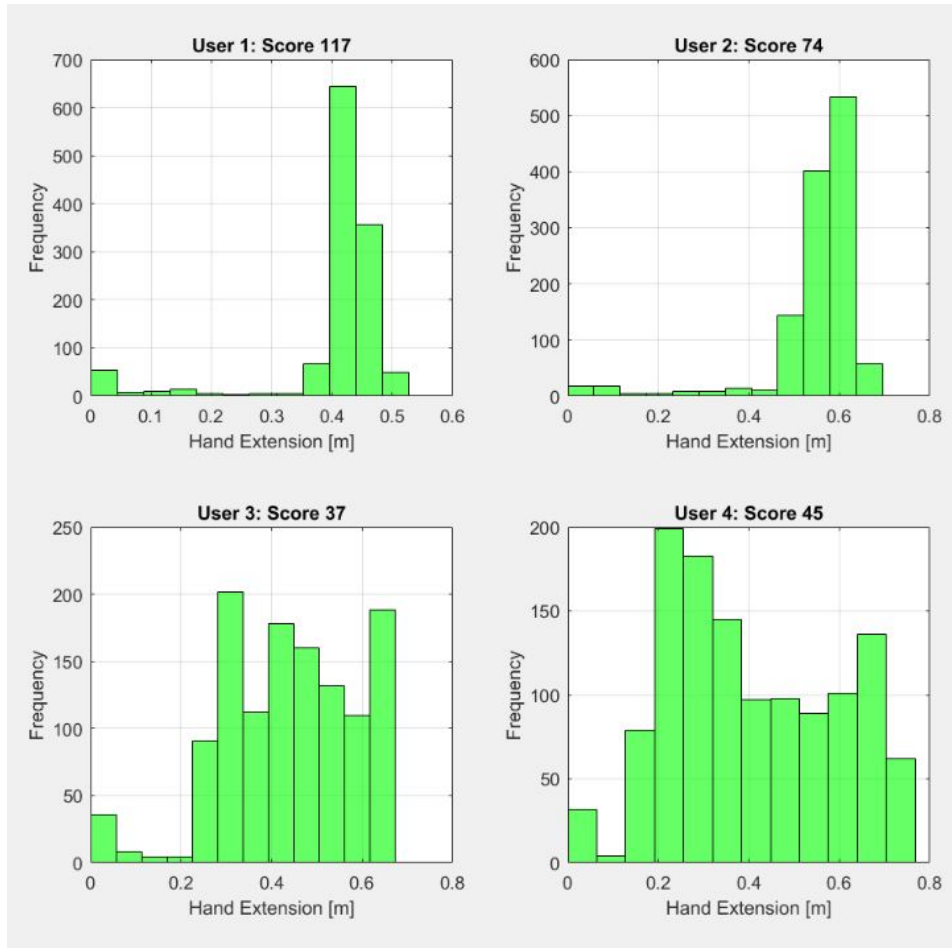 User 1: Score 117
700
600
500
400
300
200
100
0
Frequency
0 0.1 0.2 0.3 0.4 0.5 0.6
Hand Extension [m]
User 2: Score 74
600
500
400
300
200
100
0
Frequency
0 0.2 0.4 0.6 0.8
Hand Extension [m]
User 3: Score 37
250
200
150
100
50
0
Frequency
0 0.2 0.4 0.6 0.8
Hand Extension [m]
User 4: Score 45
200
150
100
50
0
Frequency
0 0.2 0.4 0.6 0.8
Hand Extension [m]